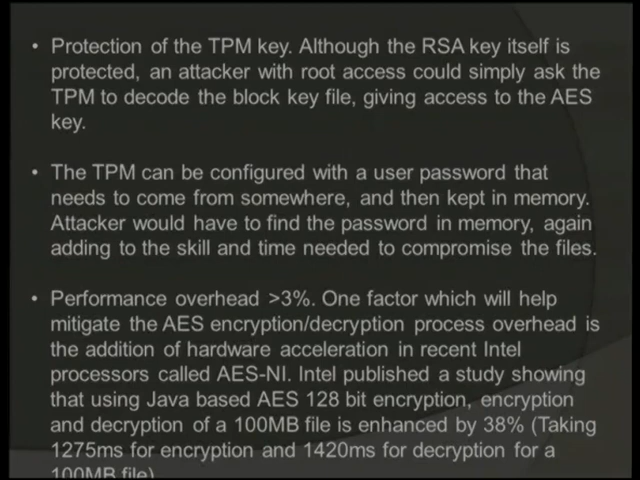 • Protection of the TPM key. Although the RSA key itself is
protected, an attacker with root access could simply ask the
TPM to decode the block key file, giving access to the AES
key.
• The TPM can be configured with a user password that
needs to come from somewhere, and then kept in memory.
Attacker would have to find the password in memory, again
adding to the skill and time needed to compromise the files.
• Performance overhead >3%. One factor which will help
mitigate the AES encryption/decryption process overhead is
the addition of hardware acceleration in recent Intel
processors called AES-NI. Intel published a study showing
that using Java based AES 128 bit encryption, encryption
and decryption of a 100MB file is enhanced by 38% (Taking
1275ms for encryption and 1420ms for decryption for a
100MB file)